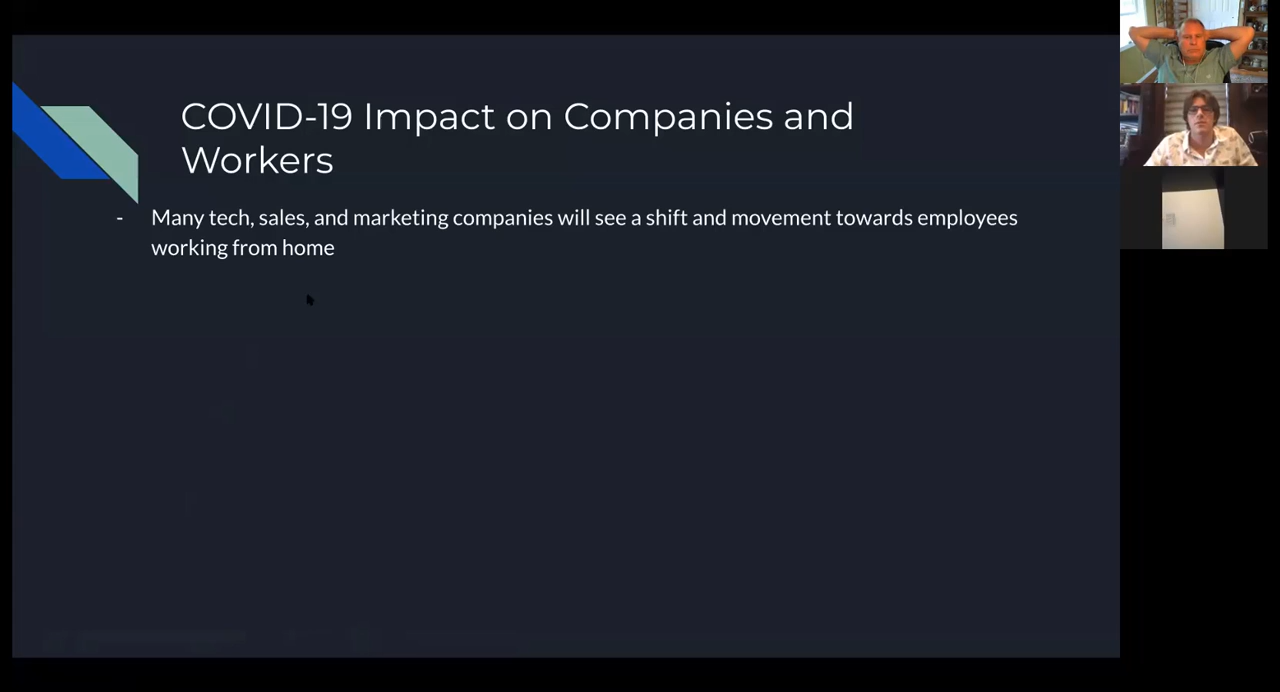 COVID-19 Impact on Companies and
Workers
- Many tech, sales, and marketing companies will see a shift and movement towards employees
working from home